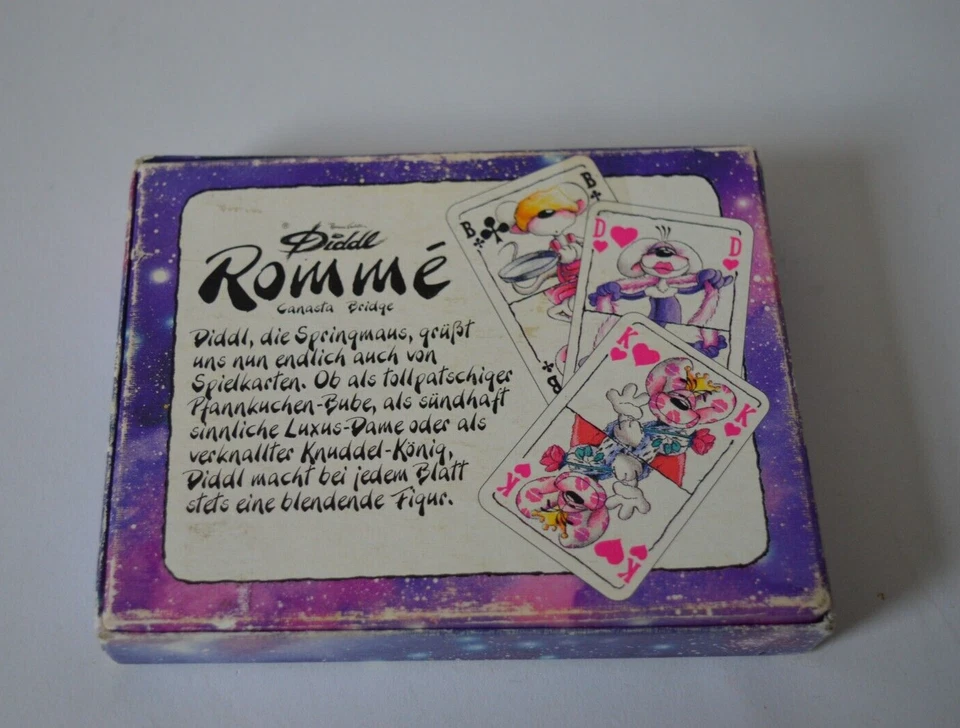 Diddl
Rommé
Canasta Bridge
Diddl, die Springmaus, grüßt
uns nun endlich auch von
Spielkarten. Ob als tollpatschiger
Pfannkuchen-Bube, als sündhaft
sinnliche Luxus-Dame oder als
verknallter Knuddel-König,
Diddl macht bei jedem Blatt
stets eine blendende Figur.
B
B
B
D
D
K
K
K
K